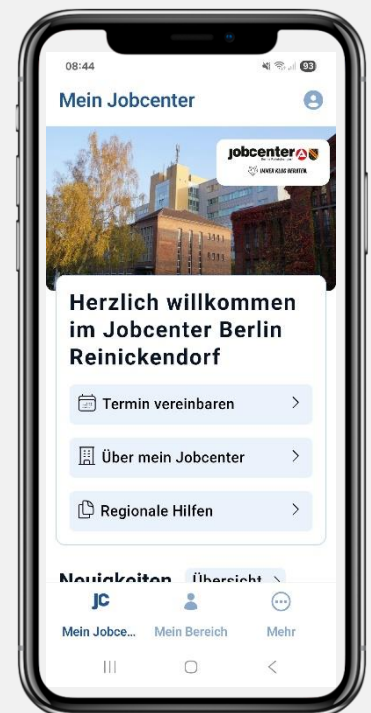 08:44
93
Mein Jobcenter
jobcenter
IMMER KLUG BERATEN
Herzlich willkommen
im Jobcenter Berlin
Reinickendorf
Termin vereinbaren
Über mein Jobcenter
Regionale Hilfen
Neuigkeiten Übersicht
JC
Mein Jobce... Mein Bereich Mehr